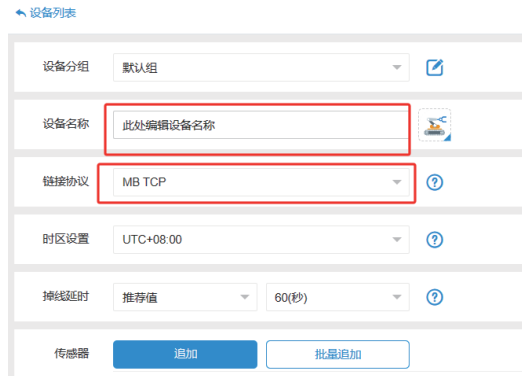 设备列表
设备分组 默认组
设备名称 此处编辑设备名称
链接协议 MB TCP
时区设置 UTC+08:00
掉线延时 推荐值 60(秒)
传感器 追加 批量追加